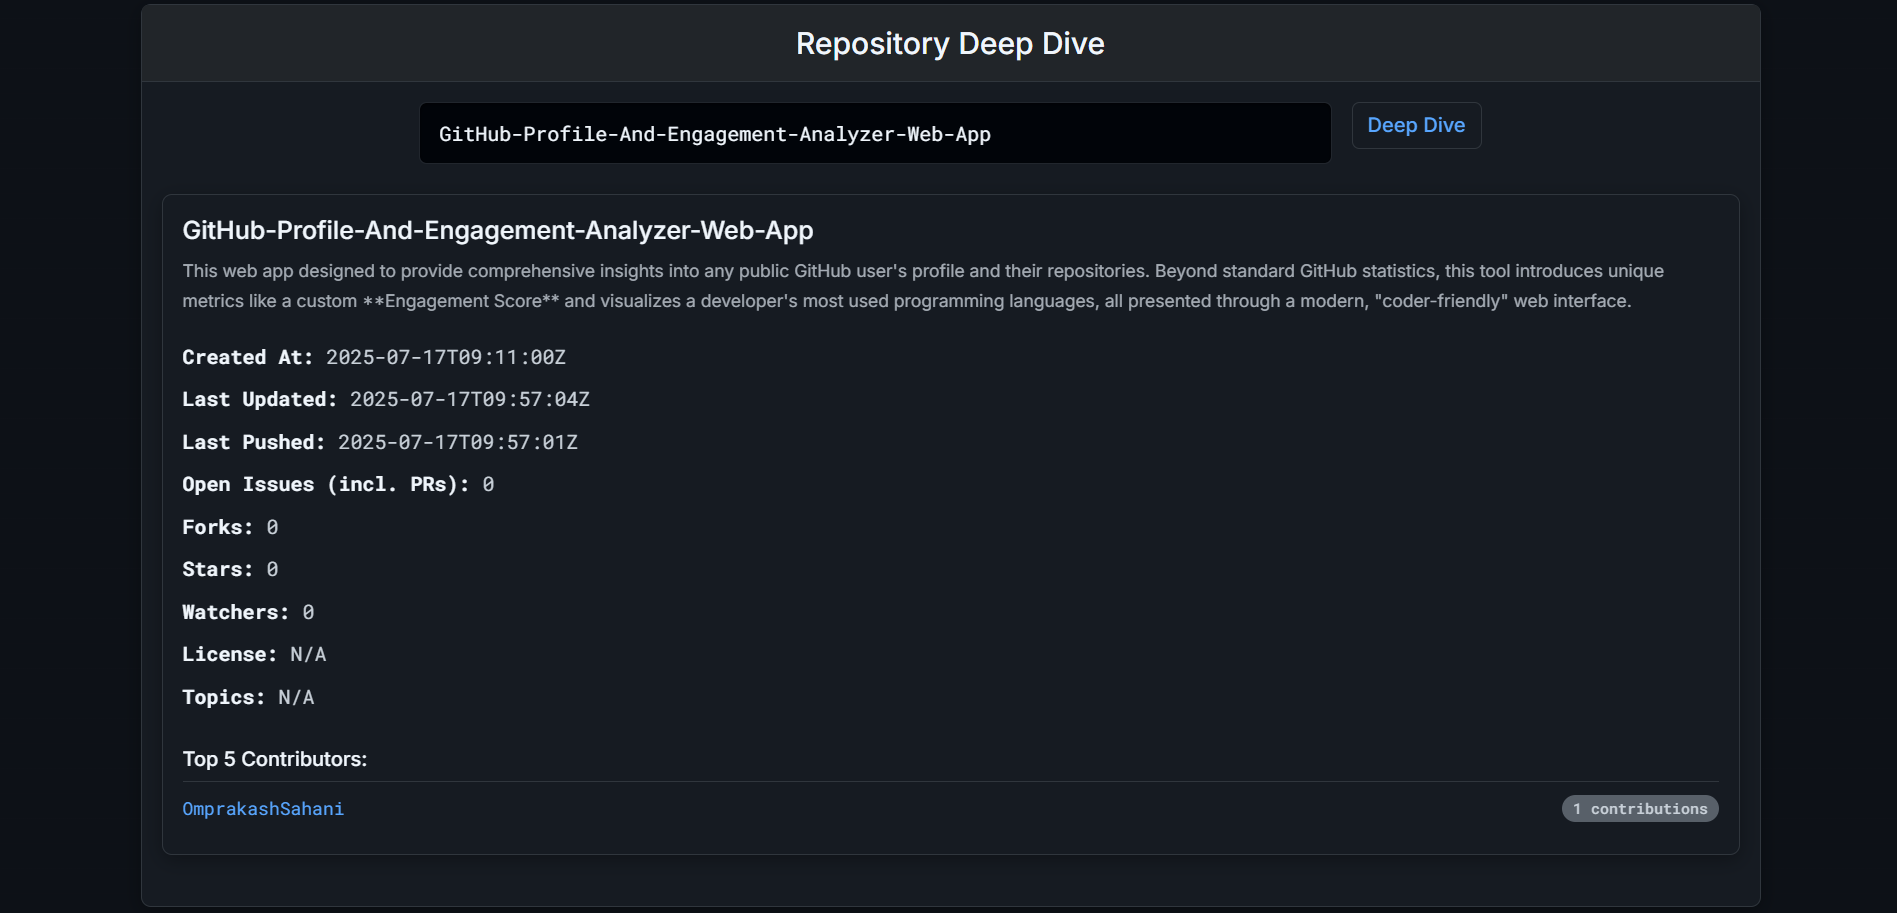 Repository Deep Dive
GitHub-Profile-And-Engagement-Analyzer-Web-App
Deep Dive
GitHub-Profile-And-Engagement-Analyzer-Web-App
This web app designed to provide comprehensive insights into any public GitHub user's profile and their repositories. Beyond standard GitHub statistics, this tool introduces unique
metrics like a custom **Engagement Score** and visualizes a developer's most used programming languages, all presented through a modern, "coder-friendly" web interface.
Created At: 2025-07-17T09:11:00Z
Last Updated: 2025-07-17T09:57:04Z
Last Pushed: 2025-07-17T09:57:01Z
Open Issues (incl. PRs): 0
Forks: 0
Stars: 0
Watchers: 0
License: N/A
Topics: N/A
Top 5 Contributors:
OmprakashSahani
1 contributions